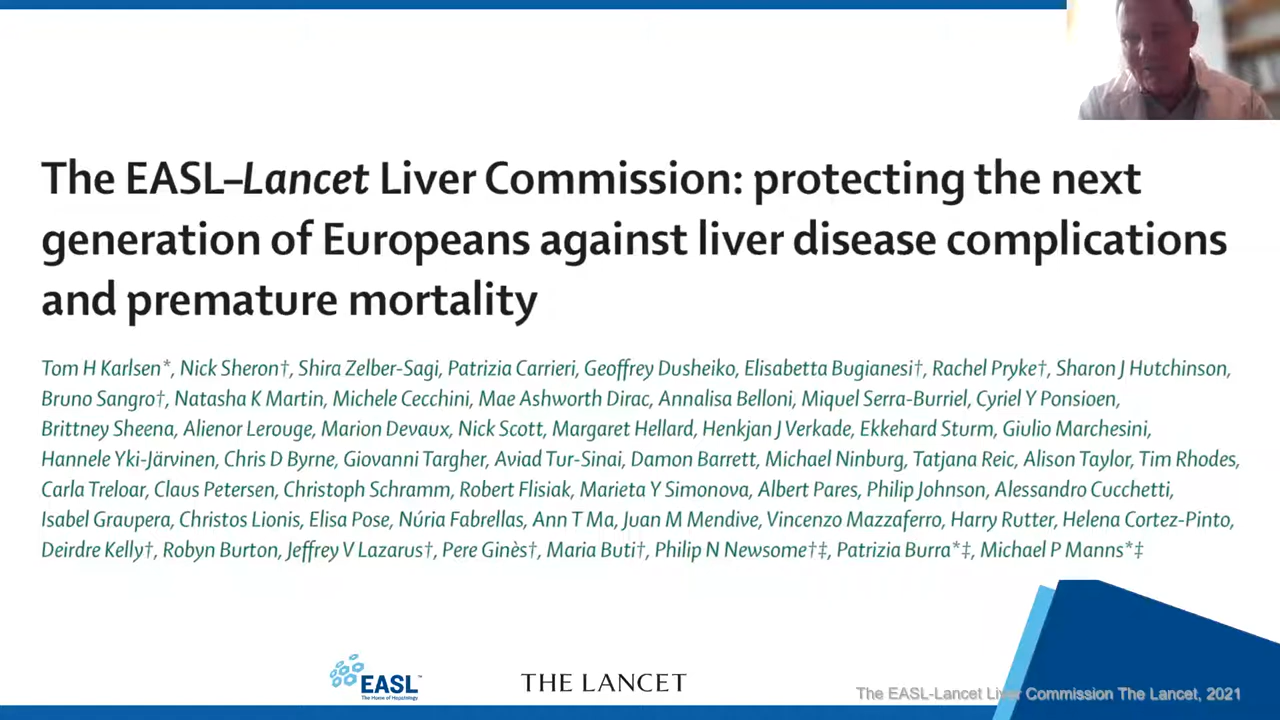 The EASL–Lancet Liver Commission: protecting the next
generation of Europeans against liver disease complications
and premature mortality
Tom H Karlsen*, Nick Sheron†, Shira Zelber-Sagi, Patrizia Carrieri, Geoffrey Dusheiko, Elisabetta Bugianesi†, Rachel Pryke†, Sharon J Hutchinson,
Bruno Sangro†, Natasha K Martin, Michele Cecchini, Mae Ashworth Dirac, Annalisa Belloni, Miquel Serra-Burriel, Cyriel Y Ponsioen,
Brittney Sheena, Alienor Lerouge, Marion Devaux, Nick Scott, Margaret Hellard, Henkjan J Verkade, Ekkehard Sturm, Giulio Marchesini,
Hannele Yki-Järvinen, Chris D Byrne, Giovanni Targher, Aviad Tur-Sinai, Damon Barrett, Michael Ninburg, Tatjana Reic, Alison Taylor, Tim Rhodes,
Carla Treloar, Claus Petersen, Christoph Schramm, Robert Flisiak, Marieta Y Simonova, Albert Pares, Philip Johnson, Alessandro Cucchetti,
Isabel Graupera, Christos Lionis, Elisa Pose, Núria Fabrellas, Ann T Ma, Juan M Mendive, Vincenzo Mazzaferro, Harry Rutter, Helena Cortez-Pinto,
Deirdre Kelly†, Robyn Burton, Jeffrey V Lazarus†, Pere Ginès†, Maria Buti†, Philip N Newsome†‡, Patrizia Burra*‡, Michael P Manns*‡
EASL™
The Home of Hepatology
THE LANCET
The EASL-Lancet Liver Commission The Lancet, 2021